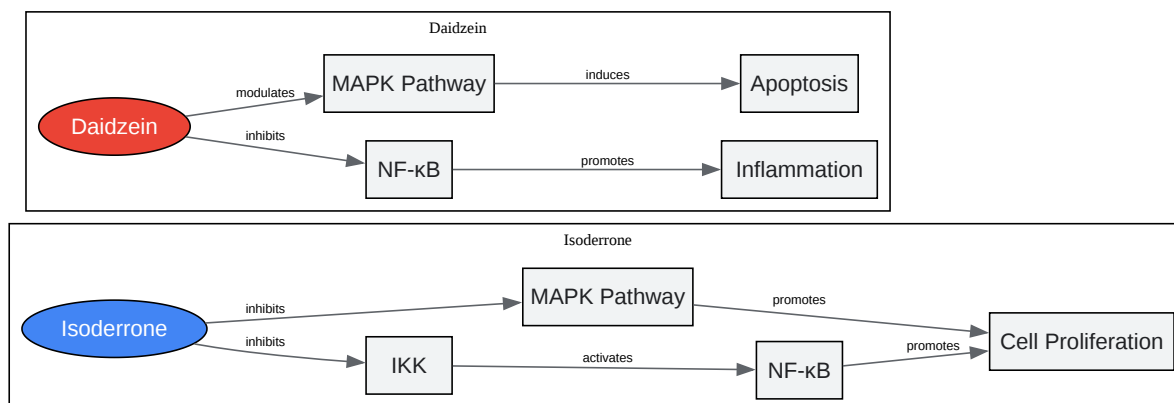 Daidzein
MAPK Pathway
induces
Apoptosis
modulates
Daidzein
inhibits
NF-κB
promotes
Inflammation
Isoderrone
MAPK Pathway
promotes
inhibits
Isoderrone
Cell Proliferation
inhibits
IKK
activates
NF-κB
promotes